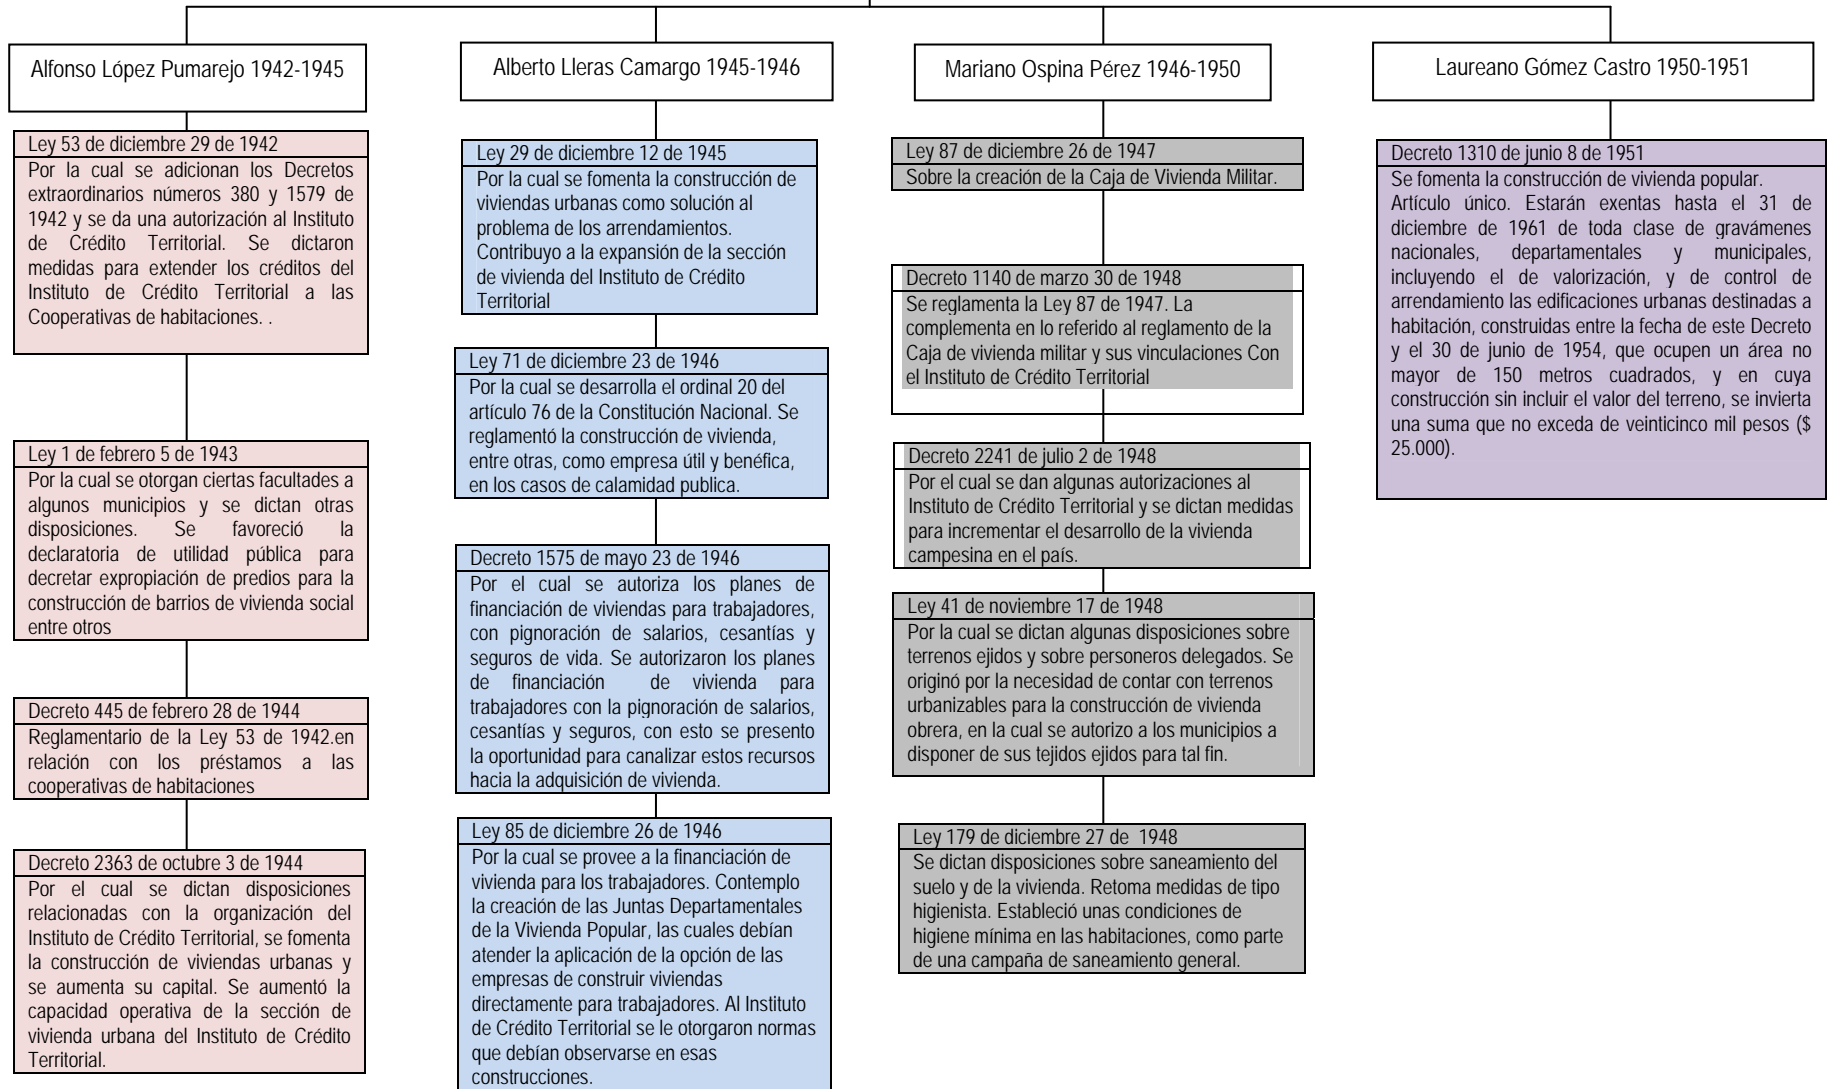 Alfonso López Pumarejo 1942-1945
Ley 53 de diciembre 29 de 1942
Por la cual se adicionan los Decretos
extraordinarios números 380 y 1579 de
1942 y se da una autorización al Instituto
de Crédito Territorial. Se dictaron
medidas para extender los créditos del
Instituto de Crédito Territorial a las
Cooperativas de habitaciones. .
Ley 1 de febrero 5 de 1943
Por la cual se otorgan ciertas facultades a
algunos municipios y se dictan otras
disposiciones. Se favoreció la
declaratoria de utilidad pública para
decretar expropiación de predios para la
construcción de barrios de vivienda social
entre otros
Decreto 445 de febrero 28 de 1944
Reglamentario de la Ley 53 de 1942.en
relación con los préstamos a las
cooperativas de habitaciones
Decreto 2363 de octubre 3 de 1944
Por el cual se dictan disposiciones
relacionadas con la organización del
Instituto de Crédito Territorial, se fomenta
la construcción de viviendas urbanas y
se aumenta su capital. Se aumentó la
capacidad operativa de la sección de
vivienda urbana del Instituto de Crédito
Territorial.
Alberto Lleras Camargo 1945-1946
Ley 29 de diciembre 12 de 1945
Por la cual se fomenta la construcción de
viviendas urbanas como solución al
problema de los arrendamientos.
Contribuyo a la expansión de la sección
de vivienda del Instituto de Crédito
Territorial
Ley 71 de diciembre 23 de 1946
Por la cual se desarrolla el ordinal 20 del
artículo 76 de la Constitución Nacional. Se
reglamentó la construcción de vivienda,
entre otras, como empresa útil y benéfica,
en los casos de calamidad publica.
Decreto 1575 de mayo 23 de 1946
Por el cual se autoriza los planes de
financiación de viviendas para trabajadores,
con pignoración de salarios, cesantías y
seguros de vida. Se autorizaron los planes
de financiación de vivienda para
trabajadores con la pignoración de salarios,
cesantías y seguros, con esto se presento
la oportunidad para canalizar estos recursos
hacia la adquisición de vivienda.
Ley 85 de diciembre 26 de 1946
Por la cual se provee a la financiación de
vivienda para los trabajadores. Contemplo
la creación de las Juntas Departamentales
de la Vivienda Popular, las cuales debían
atender la aplicación de la opción de las
empresas de construir viviendas
directamente para trabajadores. Al Instituto
de Crédito Territorial se le otorgaron normas
que debían observarse en esas
construcciones.
Mariano Ospina Pérez 1946-1950
Ley 87 de diciembre 26 de 1947
Sobre la creación de la Caja de Vivienda Militar.
Decreto 1140 de marzo 30 de 1948
Se reglamenta la Ley 87 de 1947. La
complementa en lo referido al reglamento de la
Caja de vivienda militar y sus vinculaciones Con
el Instituto de Crédito Territorial
Decreto 2241 de julio 2 de 1948
Por el cual se dan algunas autorizaciones al
Instituto de Crédito Territorial y se dictan medidas
para incrementar el desarrollo de la vivienda
campesina en el país.
Ley 41 de noviembre 17 de 1948
Por la cual se dictan algunas disposiciones sobre
terrenos ejidos y sobre personeros delegados. Se
originó por la necesidad de contar con terrenos
urbanizables para la construcción de vivienda
obrera, en la cual se autorizo a los municipios a
disponer de sus tejidos ejidos para tal fin.
Ley 179 de diciembre 27 de 1948
Se dictan disposiciones sobre saneamiento del
suelo y de la vivienda. Retoma medidas de tipo
higienista. Estableció unas condiciones de
higiene mínima en las habitaciones, como parte
de una campaña de saneamiento general.
Laureano Gómez Castro 1950-1951
Decreto 1310 de junio 8 de 1951
Se fomenta la construcción de vivienda popular.
Artículo único. Estarán exentas hasta el 31 de
diciembre de 1961 de toda clase de gravámenes
nacionales, departamentales y municipales,
incluyendo el de valorización, y de control de
arrendamiento las edificaciones urbanas destinadas a
habitación, construidas entre la fecha de este Decreto
y el 30 de junio de 1954, que ocupen un área no
mayor de 150 metros cuadrados, y en cuya
construcción sin incluir el valor del terreno, se invierta
una suma que no exceda de veinticinco mil pesos ($
25.000).